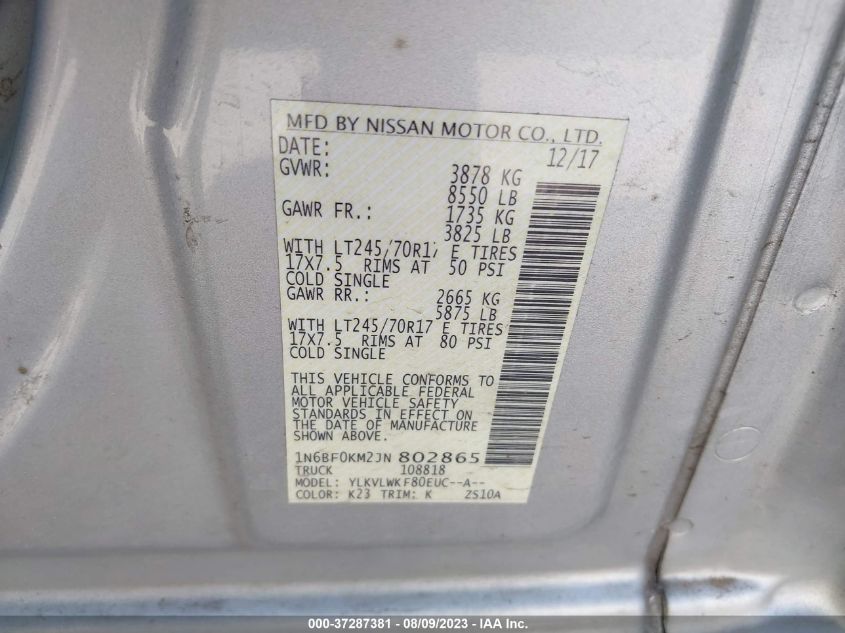 MFD BY NISSAN MOTOR CO., LTD.
DATE: 12/17
GVWR: 3878 KG
8550 LB
GAWR FR.: 1735 KG
3825 LB
WITH LT245/70R17 E TIRES
17X7.5 RIMS AT 50 PSI
COLD SINGLE
GAWR RR.: 2665 KG
5875 LB
WITH LT245/70R17 E TIRES
17X7.5 RIMS AT 80 PSI
COLD SINGLE
THIS VEHICLE CONFORMS TO
ALL APPLICABLE FEDERAL
MOTOR VEHICLE SAFETY
STANDARDS IN EFFECT ON
THE DATE OF MANUFACTURE
SHOWN ABOVE.
1N6BF0KM2JN802865
TRUCK 108818
MODEL: YLKVLWKF80EUC--A--
COLOR: K23 TRIM: K 2S10A
000-37287381 - 08/09/2023 - IAA Inc.